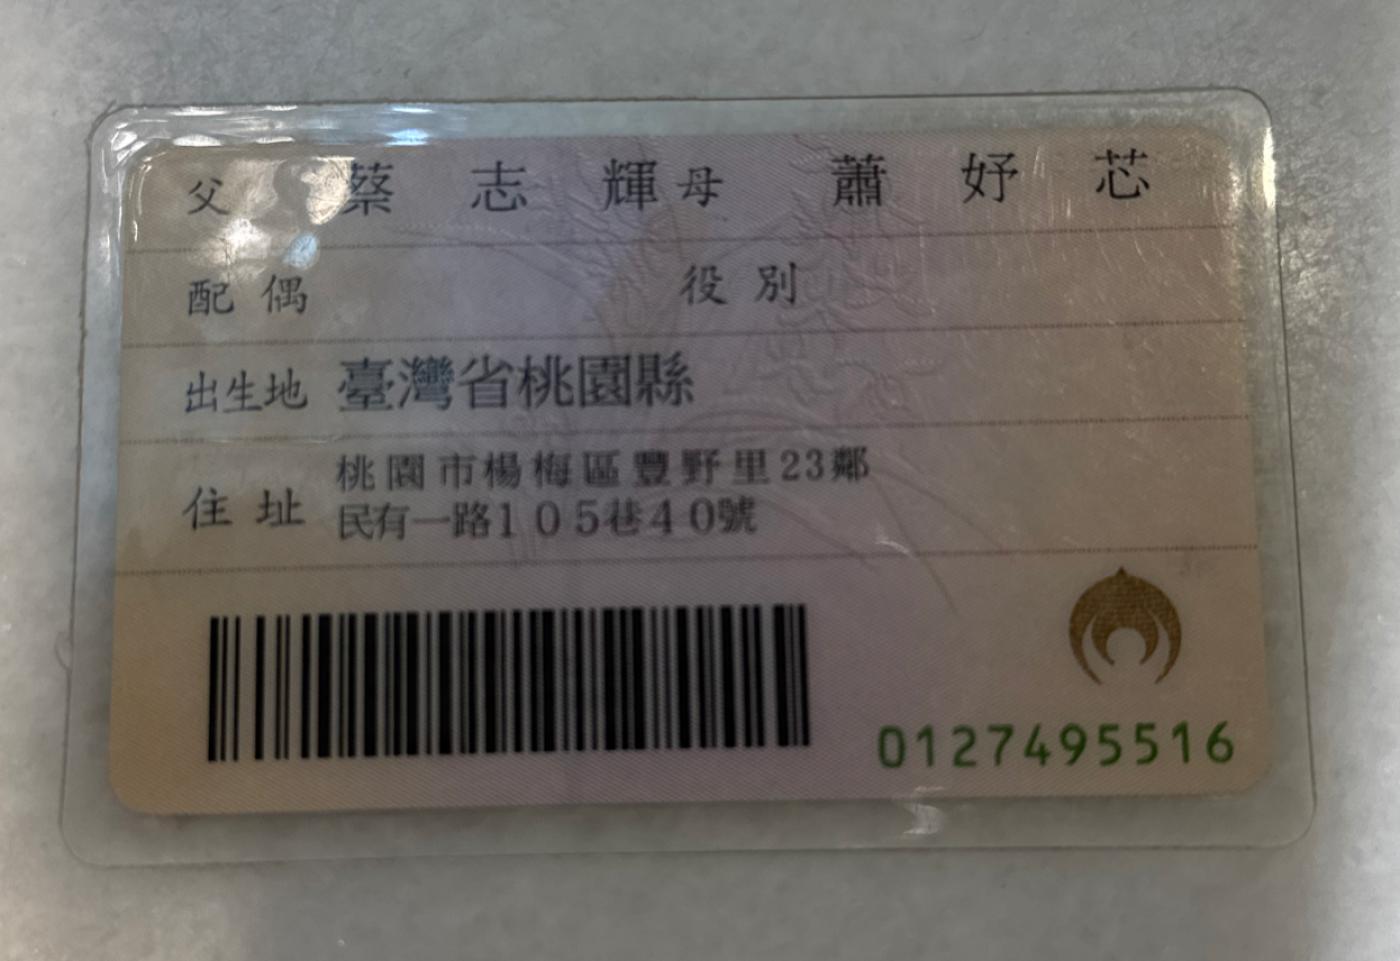 父 蔡志輝 母 蕭妤芯
配偶 役別
出生地 臺灣省桃園縣
住址 桃園市楊梅區豐野里23鄰
民有一路105巷40號
0127495516